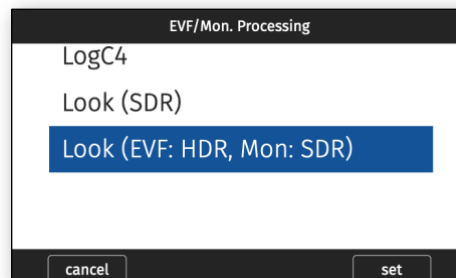 EVF/Mon. Processing
LogC4
Look (SDR)
Look (EVF: HDR, Mon: SDR)
cancel
set